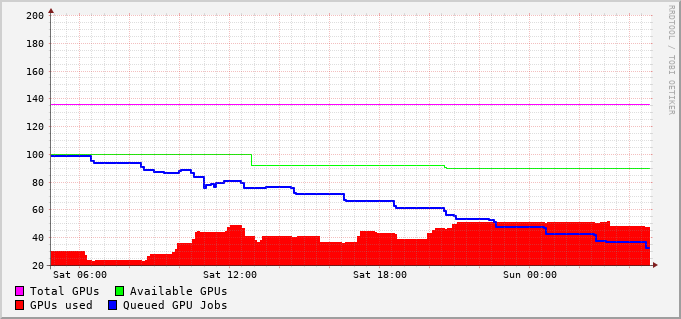 200
180
160
140
120
100
80
60
40
20
Sat 06:00 Sat 12:00 Sat 18:00 Sun 00:00
Total GPUs Available GPUs
GPUs used Queued GPU Jobs
RRDTOOL / TOBI OETIKER